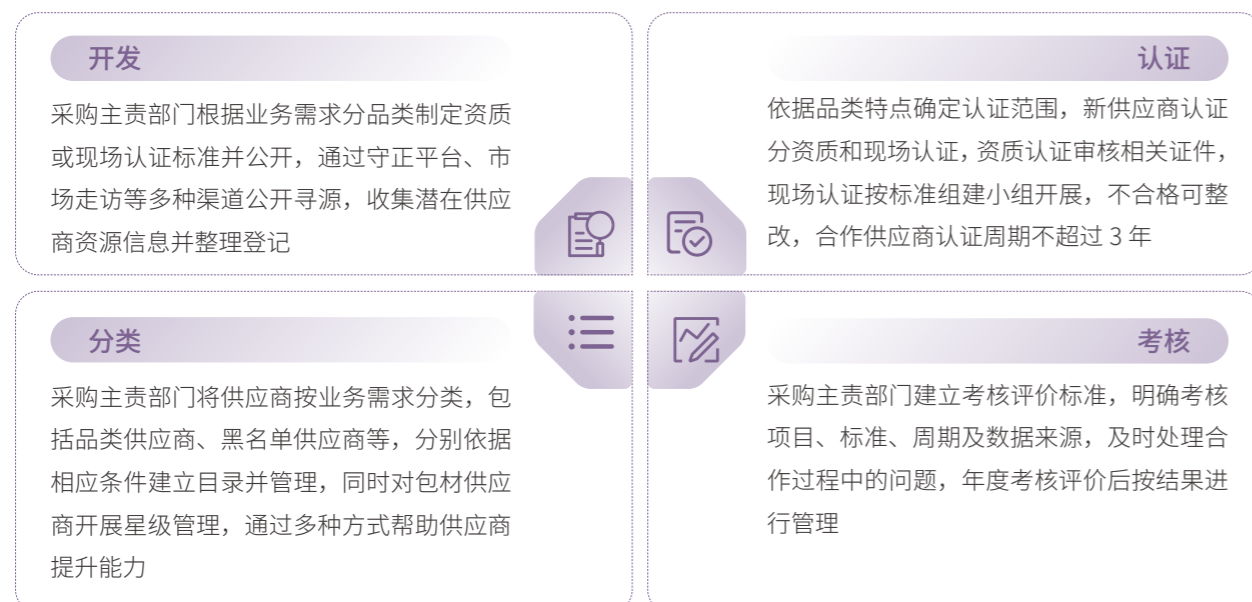 开发
采购主责部门根据业务需求分品类制定资质
或现场认证标准并公开，通过守正平台、市
场走访等多种渠道公开寻源，收集潜在供应
商资源信息并整理登记
认证
依据品类特点确定认证范围，新供应商认证
分资质和现场认证，资质认证审核相关证件，
现场认证按标准组建小组开展，不合格可整
改，合作供应商认证周期不超过 3 年
分类
采购主责部门将供应商按业务需求分类，包
括品类供应商、黑名单供应商等，分别依据
相应条件建立目录并管理，同时对包材供应
商开展星级管理，通过多种方式帮助供应商
提升能力
考核
采购主责部门建立考核评价标准，明确考核
项目、标准、周期及数据来源，及时处理合
作过程中的问题，年度考核评价后按结果进
行管理